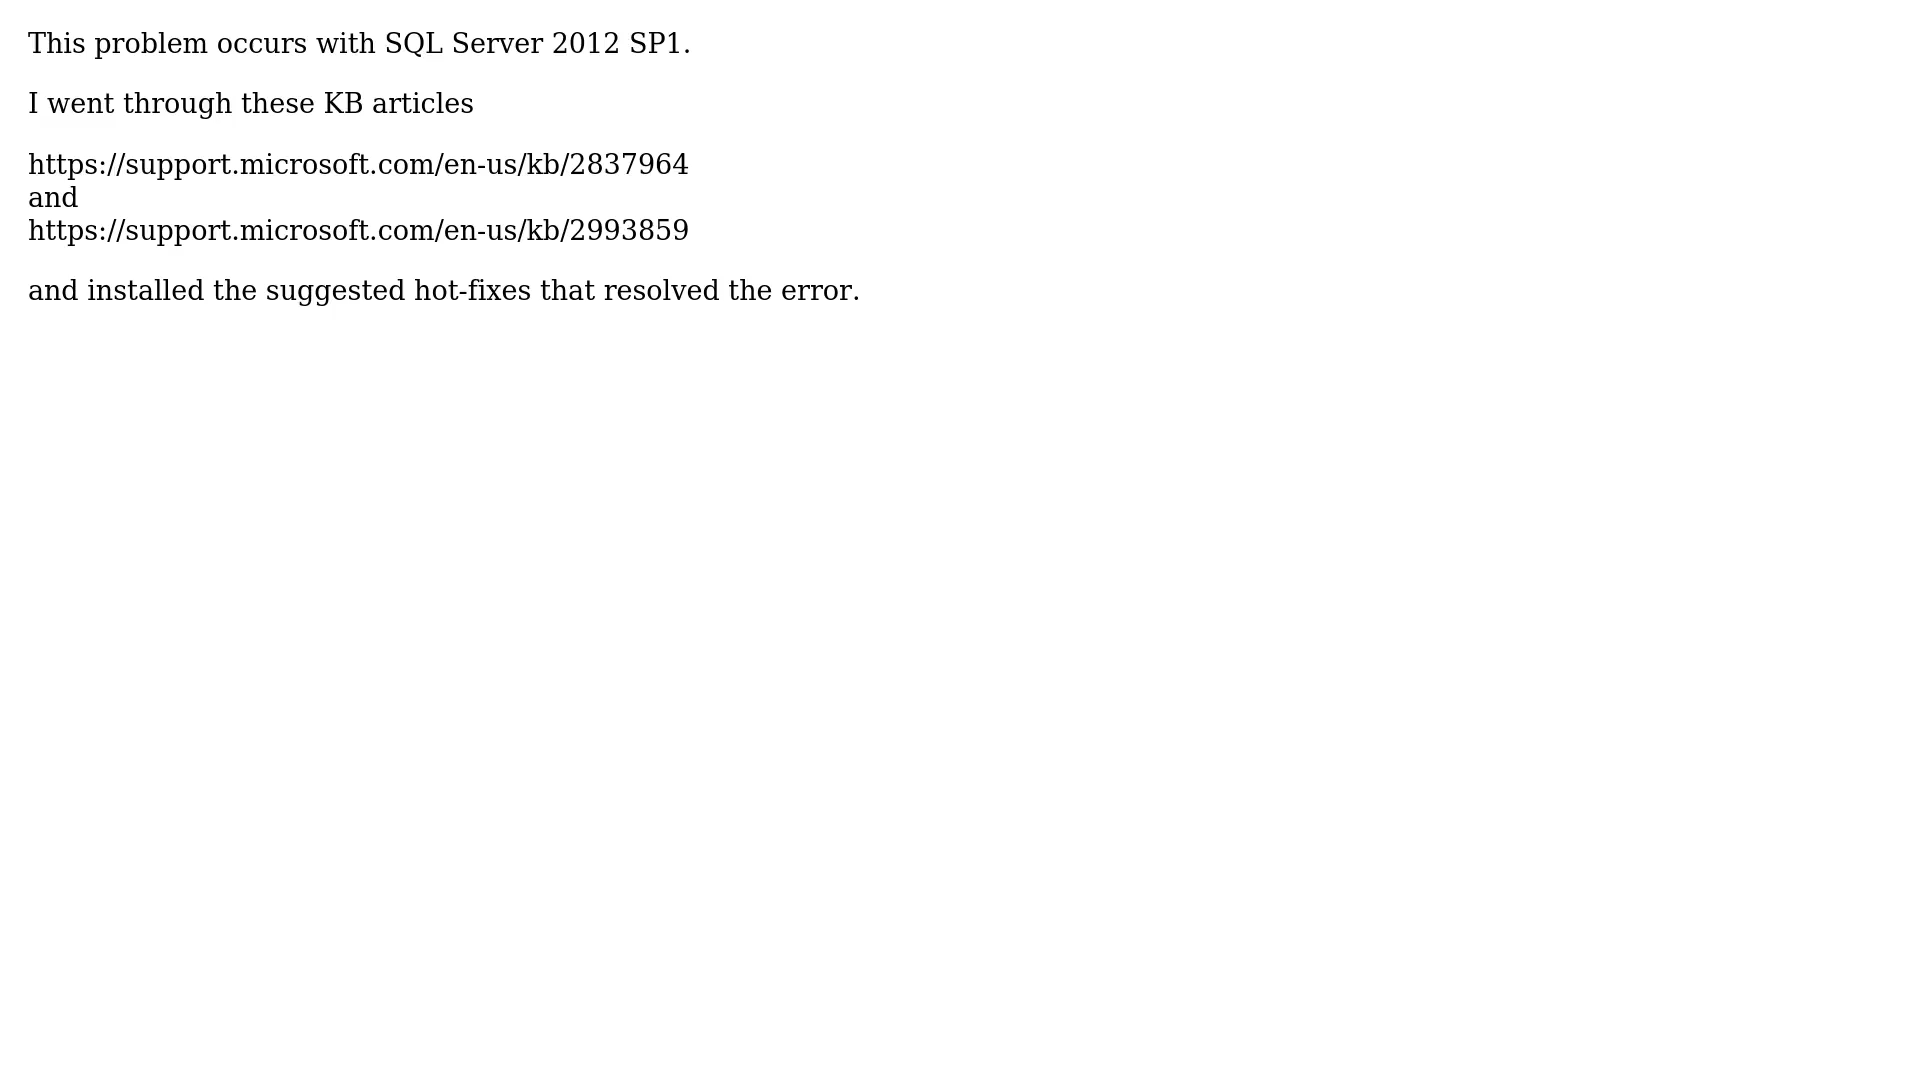 This problem occurs with SQL Server 2012 SP1.
I went through these KB articles
https://support.microsoft.com/en-us/kb/2837964
and
https://support.microsoft.com/en-us/kb/2993859
and installed the suggested hot-fixes that resolved the error.